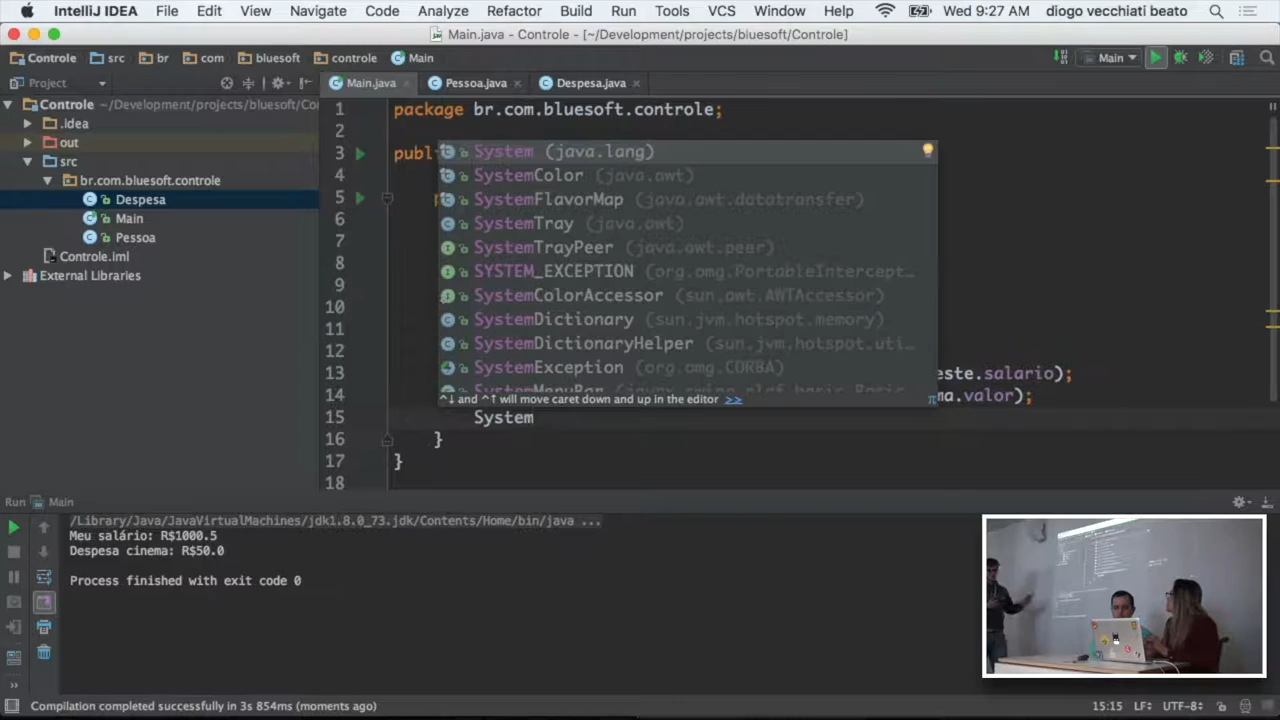 IntelliJ IDEA File Edit View Navigate Code Analyze Refactor Build Run Tools VCS Window Help Wed 9:27 AM diogo vecchiati beato
Main.java - Controle - [~/Development/projects/bluesoft/Controle]
Controle src br com bluesoft controle Main Main
Project Main.java Pessoa.java Despesa.java
Controle ~/Development/projects/bluesoft/Co
.idea
out
src
br.com.bluesoft.controle
Despesa
Main
Pessoa
Controle.iml
External Libraries
1 package br.com.bluesoft.controle;
2
3 publ
4
5
6
7
8
9
10
11
12
13 este.salario);
14 ma.valor);
15 System
16 }
17 }
18
System (java.lang)
SystemColor (java.awt)
SystemFlavorMap (java.awt.datatransfer)
SystemTray (java.awt)
SystemTrayPeer (java.awt.peer)
SYSTEM_EXCEPTION (org.omg.PortableIntercept…
SystemColorAccessor (sun.awt.AWTAccessor)
SystemDictionary (sun.jvm.hotspot.memory)
SystemDictionaryHelper (sun.jvm.hotspot.uti…
SystemException (org.omg.CORBA)
^↓ and ^↑ will move caret down and up in the editor >> π
Run Main
/Library/Java/JavaVirtualMachines/jdk1.8.0_73.jdk/Contents/Home/bin/java ...
Meu salário: R$1000.5
Despesa cinema: R$50.0
Process finished with exit code 0
Compilation completed successfully in 3s 854ms (moments ago) 15:15 LF÷ UTF-8÷